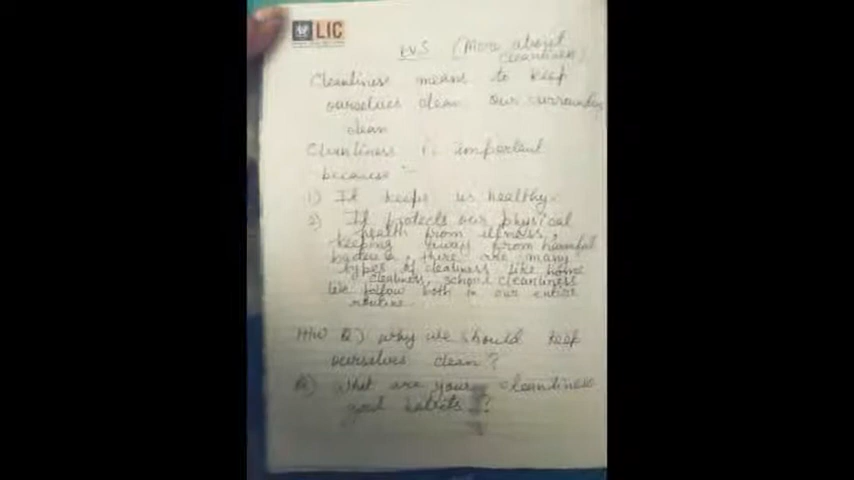 LIC
EVS (More about
cleanliness)
Cleanliness means to keep
ourselves clean our surrounding
clean
Cleanliness is important
because :-
1) It keeps us healthy.
2) It protects our physical
health from illness,
keeping away from harmful
bacteria. there are many
types of cleanliness like home
cleanliness, school cleanliness
We follow both in our entire
routine.
H/W Q) why we should keep
ourselves clean?
Q) What are your cleanliness
good habits ?